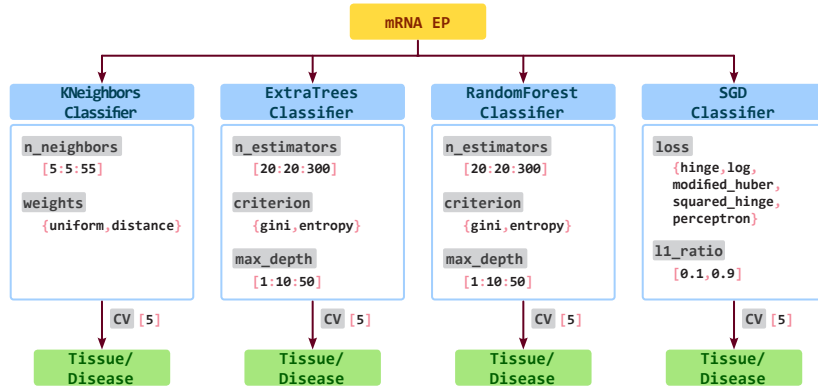 mRNA EP
KNeighbors
Classifier
n_neighbors
[5:5:55]
weights
{uniform,distance}
CV [5]
Tissue/
Disease
ExtraTrees
Classifier
n_estimators
[20:20:300]
criterion
{gini,entropy}
max_depth
[1:10:50]
CV [5]
Tissue/
Disease
RandomForest
Classifier
n_estimators
[20:20:300]
criterion
{gini,entropy}
max_depth
[1:10:50]
CV [5]
Tissue/
Disease
SGD
Classifier
loss
{hinge,log,
modified_huber,
squared_hinge,
perceptron}
l1_ratio
[0.1,0.9]
CV [5]
Tissue/
Disease